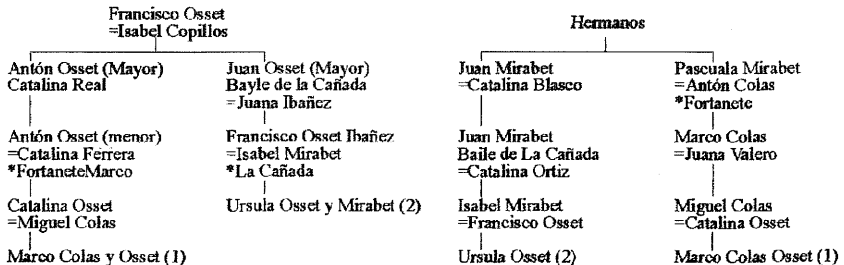 Francisco Osset
=Isabel Copillos
Hermanos
Antón Osset (Mayor)
Catalina Real
Juan Osset (Mayor)
Bayle de la Cañada
=Juana Ibañez
Juan Mirabet
=Catalina Blasco
Pascuala Mirabet
=Antón Colas
*Fortanete
Antón Osset (menor)
=Catalina Ferrera
*FortaneteMarco
Francisco Osset Ibañez
=Isabel Mirabet
*La Cañada
Juan Mirabet
Baile de La Cañada
=Catalina Ortiz
Marco Colas
=Juana Valero
Catalina Osset
=Miguel Colas
Ursula Osset y Mirabet (2)
Isabel Mirabet
=Francisco Osset
Miguel Colas
=Catalina Osset
Marco Colas y Osset (1)
Ursula Osset (2)
Marco Colas Osset (1)